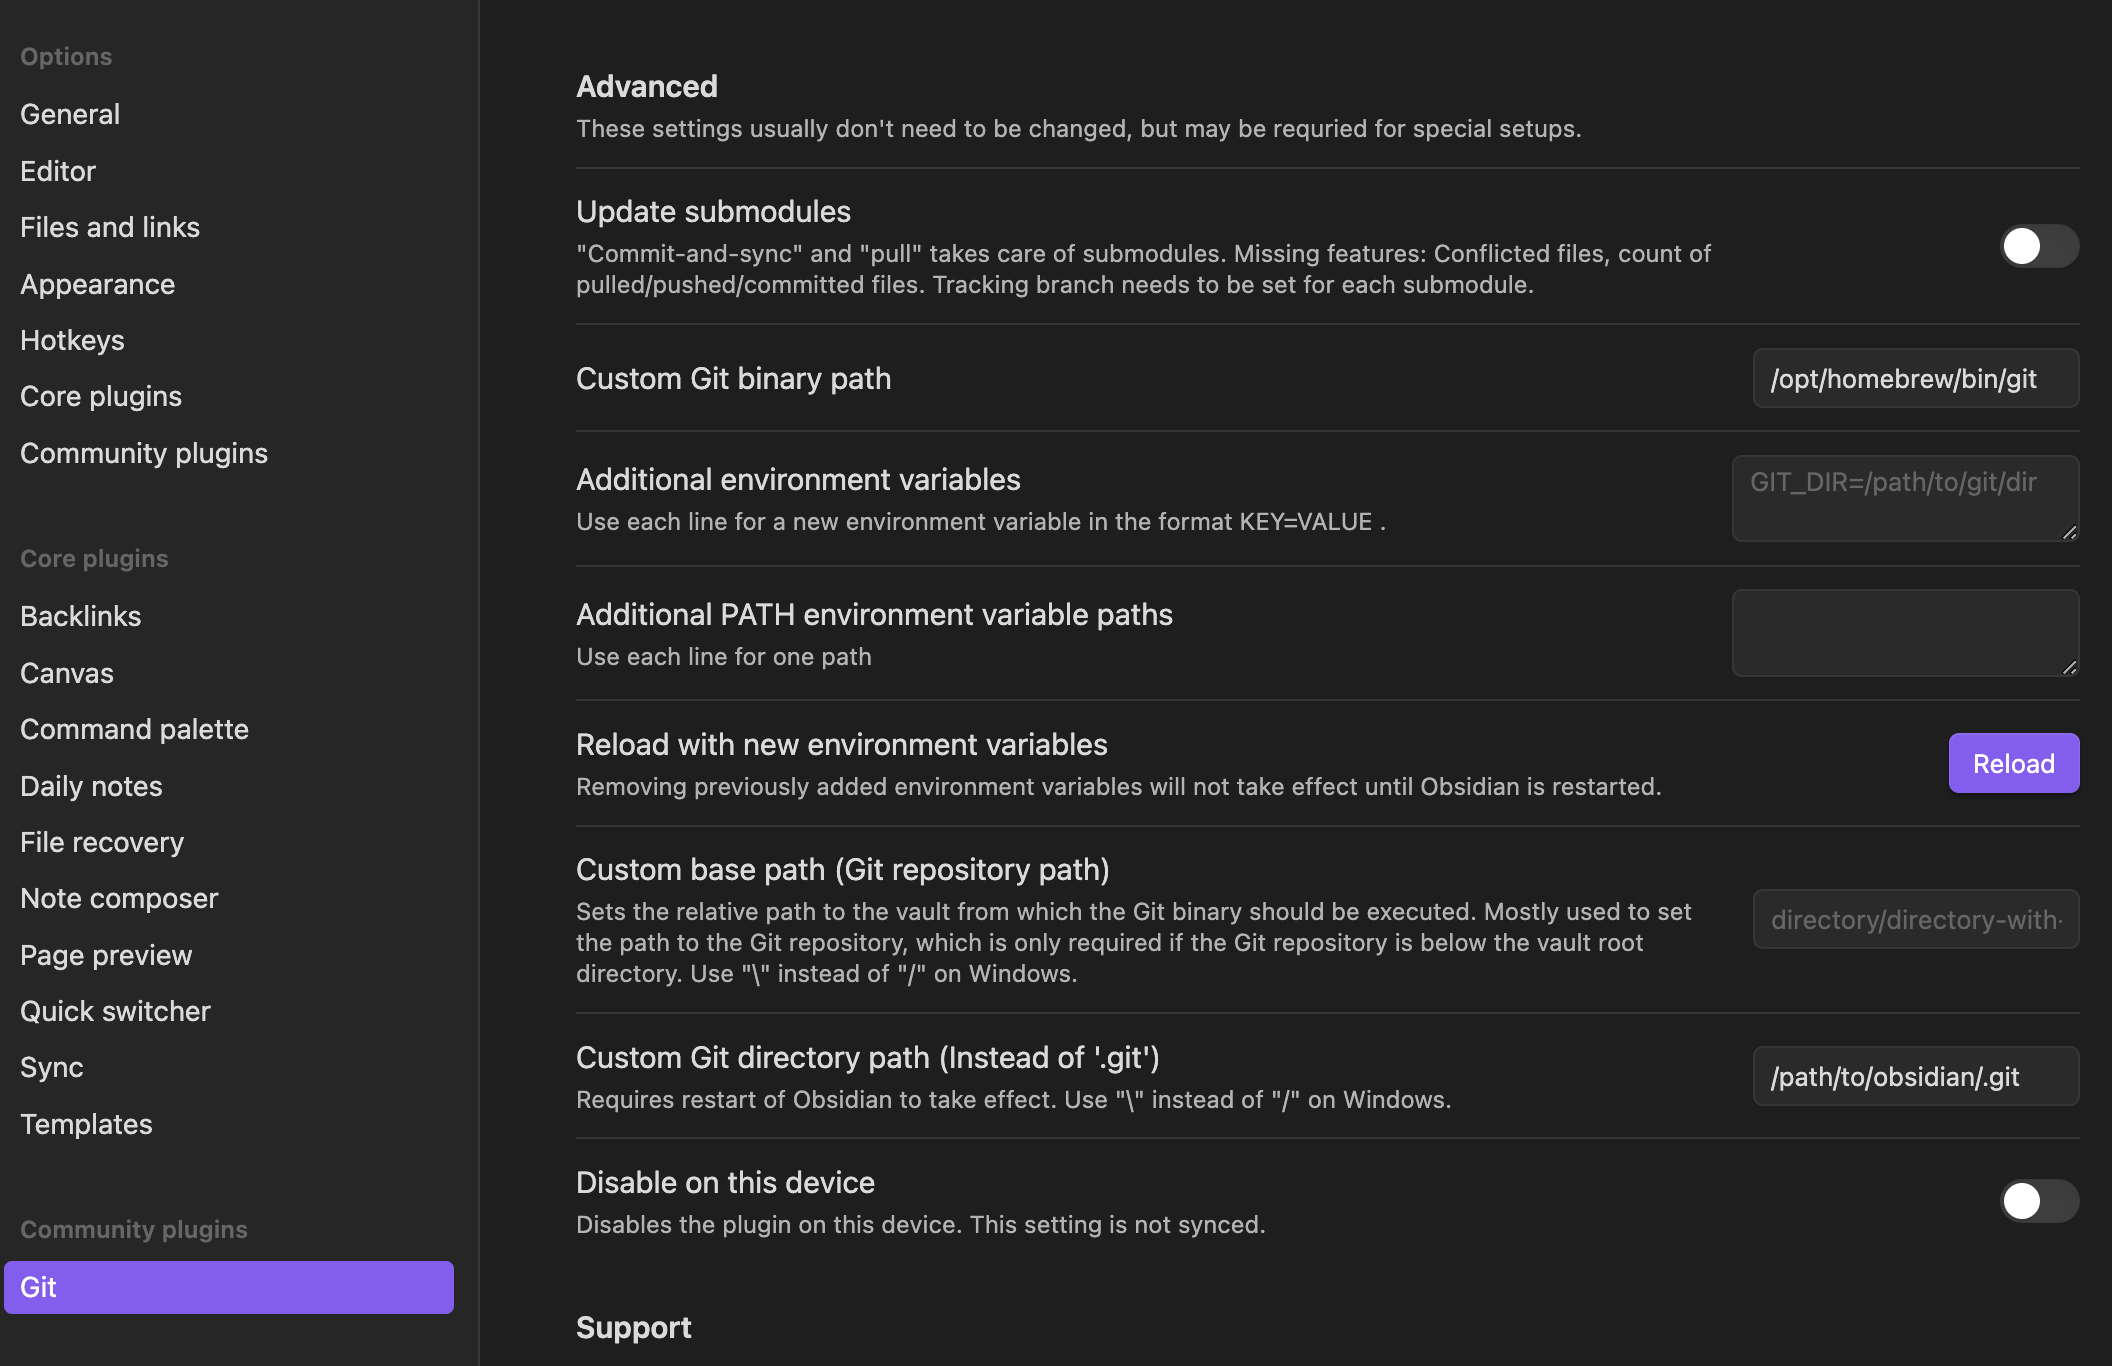 Options
General
Editor
Files and links
Appearance
Hotkeys
Core plugins
Community plugins
Core plugins
Backlinks
Canvas
Command palette
Daily notes
File recovery
Note composer
Page preview
Quick switcher
Sync
Templates
Community plugins
Git
Advanced
These settings usually don't need to be changed, but may be requried for special setups.
Update submodules
"Commit-and-sync" and "pull" takes care of submodules. Missing features: Conflicted files, count of
pulled/pushed/committed files. Tracking branch needs to be set for each submodule.
Custom Git binary path
/opt/homebrew/bin/git
Additional environment variables
Use each line for a new environment variable in the format KEY=VALUE .
GIT_DIR=/path/to/git/dir
Additional PATH environment variable paths
Use each line for one path
Reload with new environment variables
Removing previously added environment variables will not take effect until Obsidian is restarted.
Reload
Custom base path (Git repository path)
Sets the relative path to the vault from which the Git binary should be executed. Mostly used to set
the path to the Git repository, which is only required if the Git repository is below the vault root
directory. Use "\" instead of "/" on Windows.
directory/directory-with-
Custom Git directory path (Instead of '.git')
Requires restart of Obsidian to take effect. Use "\" instead of "/" on Windows.
/path/to/obsidian/.git
Disable on this device
Disables the plugin on this device. This setting is not synced.
Support